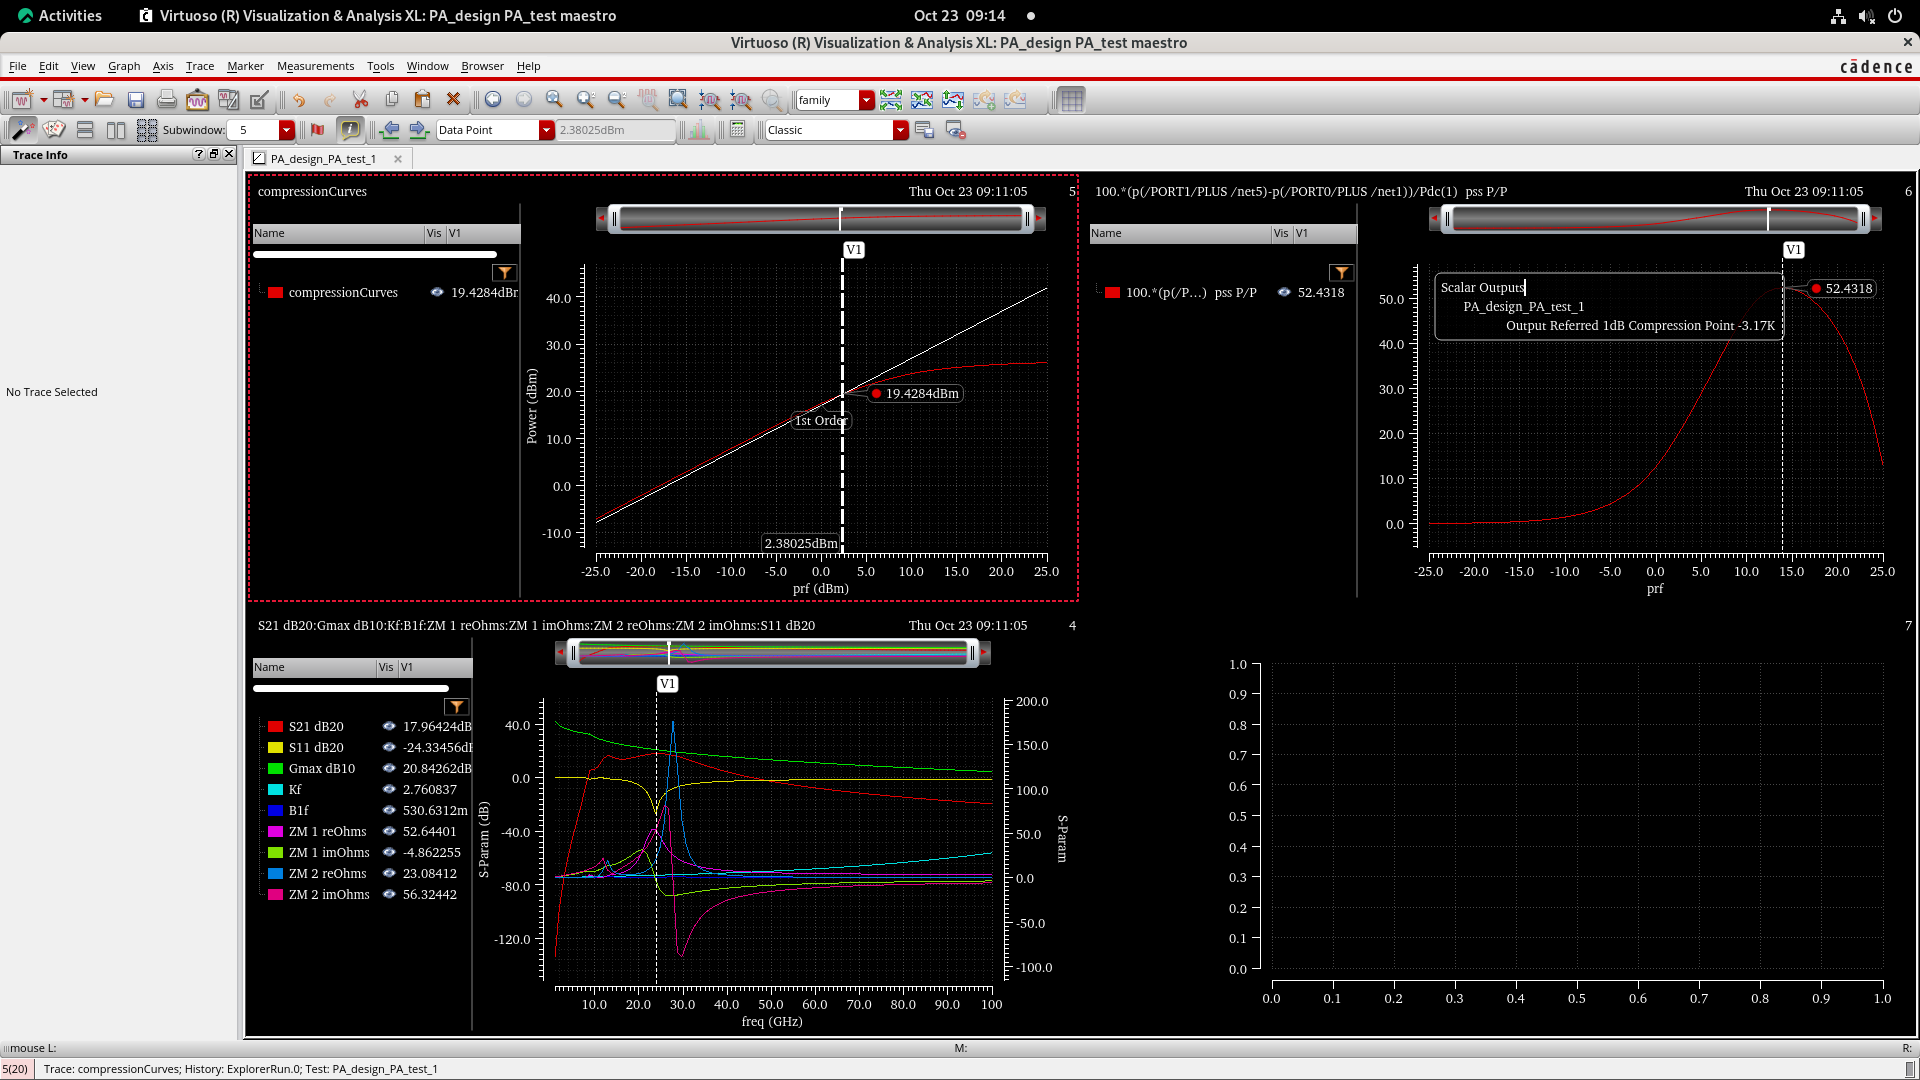 Activities
Virtuoso (R) Visualization & Analysis XL: PA_design PA_test maestro
Oct 23 09:14
Virtuoso (R) Visualization & Analysis XL: PA_design PA_test maestro
File Edit View Graph Axis Trace Marker Measurements Tools Window Browser Help
cādence
family
Subwindow: 5
Data Point
2.38025dBm
Classic
Trace Info
No Trace Selected
PA_design_PA_test_1
compressionCurves
Thu Oct 23 09:11:05
5
Name Vis V1
compressionCurves 19.4284dBr
V1
40.0
30.0
20.0
10.0
0.0
-10.0
Power (dBm)
19.4284dBm
1st Order
2.38025dBm
-25.0 -20.0 -15.0 -10.0 -5.0 0.0 5.0 10.0 15.0 20.0 25.0
prf (dBm)
100.*(p(/PORT1/PLUS /net5)-p(/PORT0/PLUS /net1))/Pdc(1) pss P/P
Thu Oct 23 09:11:05
6
Name Vis V1
100.*(p(/P...) pss P/P 52.4318
V1
Scalar Outputs
PA_design_PA_test_1
Output Referred 1dB Compression Point -3.17K
52.4318
50.0
40.0
30.0
20.0
10.0
0.0
-25.0 -20.0 -15.0 -10.0 -5.0 0.0 5.0 10.0 15.0 20.0 25.0
prf
S21 dB20:Gmax dB10:Kf:B1f:ZM 1 reOhms:ZM 1 imOhms:ZM 2 reOhms:ZM 2 imOhms:S11 dB20
Thu Oct 23 09:11:05
4
Name Vis V1
S21 dB20 17.96424dB
S11 dB20 -24.33456dB
Gmax dB10 20.84262dB
Kf 2.760837
B1f 530.6312m
ZM 1 reOhms 52.64401
ZM 1 imOhms -4.862255
ZM 2 reOhms 23.08412
ZM 2 imOhms 56.32442
V1
40.0
0.0
-40.0
-80.0
-120.0
S-Param (dB)
200.0
150.0
100.0
50.0
0.0
-50.0
-100.0
S-Param
10.0 20.0 30.0 40.0 50.0 60.0 70.0 80.0 90.0 100
freq (GHz)
7
1.0
0.9
0.8
0.7
0.6
0.5
0.4
0.3
0.2
0.1
0.0
0.0 0.1 0.2 0.3 0.4 0.5 0.6 0.7 0.8 0.9 1.0
mouse L:
M:
R:
5(20)
Trace: compressionCurves; History: ExplorerRun.0; Test: PA_design_PA_test_1